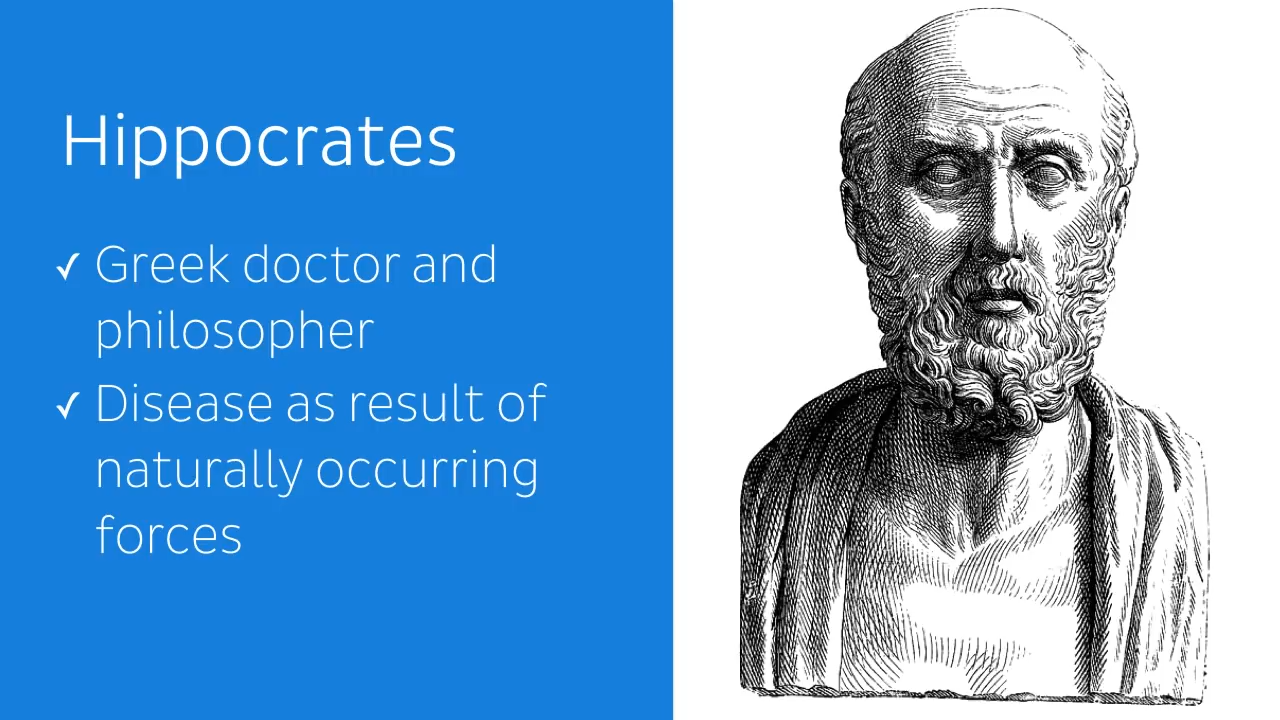 Hippocrates
✓ Greek doctor and
philosopher
✓ Disease as result of
naturally occurring
forces